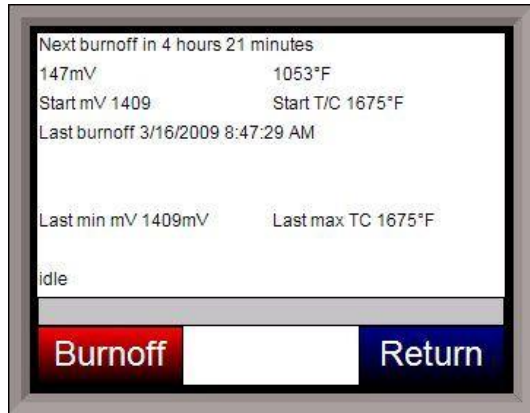 Next burnoff in 4 hours 21 minutes
147mV 1053°F
Start mV 1409 Start T/C 1675°F
Last burnoff 3/16/2009 8:47:29 AM
Last min mV 1409mV Last max TC 1675°F
idle
Burnoff Return